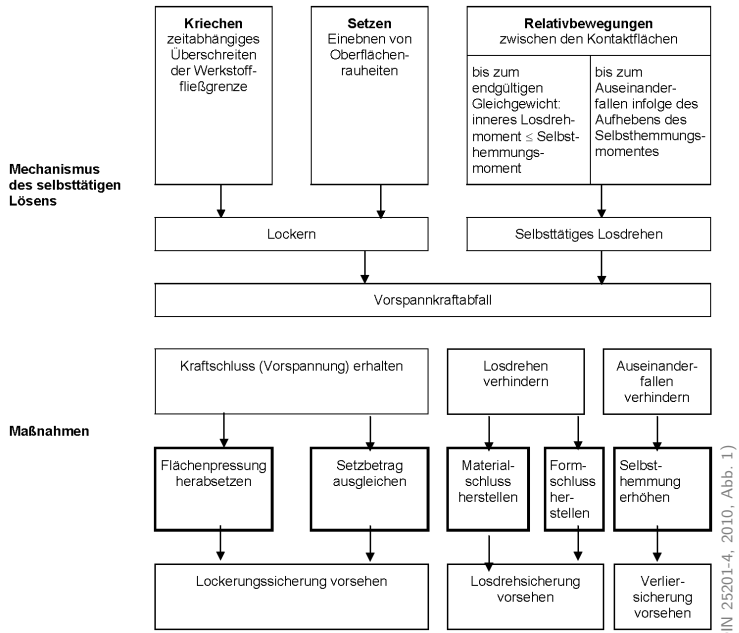 Kriechen
zeitabhängiges
Überschreiten
der Werkstoff-
fließgrenze
Setzen
Einebnen von
Oberflächen-
rauheiten
Relativbewegungen
zwischen den Kontaktflächen
bis zum
endgültigen
Gleichgewicht:
inneres Losdreh-
moment ≤ Selbst-
hemmungs-
moment
bis zum
Auseinander-
fallen infolge des
Aufhebens des
Selbsthemmungs-
momentes
Mechanismus
des selbsttätigen
Lösens
Lockern
Selbsttätiges Losdrehen
Vorspannkraftabfall
Maßnahmen
Kraftschluss (Vorspannung) erhalten
Losdrehen
verhindern
Auseinander-
fallen
verhindern
Flächenpressung
herabsetzen
Setzbetrag
ausgleichen
Material-
schluss
herstellen
Form-
schluss
her-
stellen
Selbst-
hemmung
erhöhen
Lockerungssicherung vorsehen
Losdrehsicherung
vorsehen
Verlier-
sicherung
vorsehen
IN 25201-4, 2010, Abb. 1)